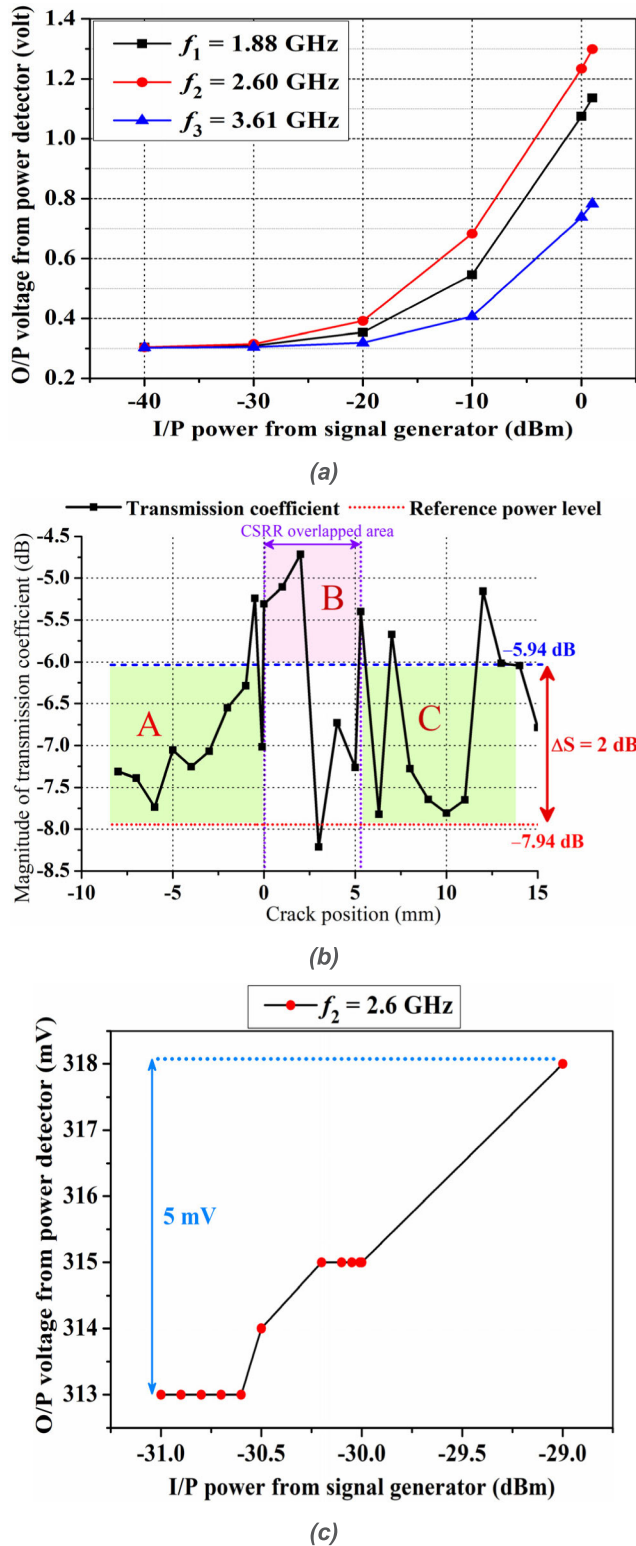 f1 = 1.88 GHz
f2 = 2.60 GHz
f3 = 3.61 GHz
O/P voltage from power detector (volt)
1.4
1.2
1.0
0.8
0.6
0.4
0.2
-40 -30 -20 -10 0
I/P power from signal generator (dBm)
(a)
Transmission coefficient Reference power level
CSRR overlapped area
Magnitude of transmission coefficient (dB)
-4.5
-5.0
-5.5
-6.0
-6.5
-7.0
-7.5
-8.0
-8.5
A
B
C
–5.94 dB
ΔS = 2 dB
–7.94 dB
-10 -5 0 5 10 15
Crack position (mm)
(b)
f2 = 2.6 GHz
O/P voltage from power detector (mV)
318
317
316
315
314
313
5 mV
-31.0 -30.5 -30.0 -29.5 -29.0
I/P power from signal generator (dBm)
(c)